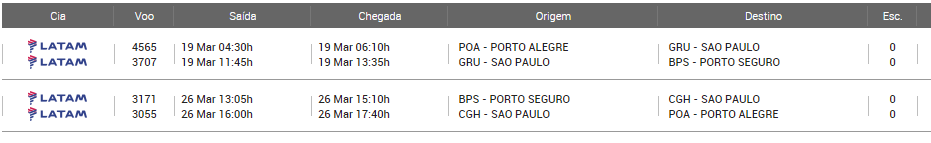 Cia Voo Saída Chegada Origem Destino Esc.
LATAM 4565 19 Mar 04:30h 19 Mar 06:10h POA - PORTO ALEGRE GRU - SAO PAULO 0
LATAM 3707 19 Mar 11:45h 19 Mar 13:35h GRU - SAO PAULO BPS - PORTO SEGURO 0
LATAM 3171 26 Mar 13:05h 26 Mar 15:10h BPS - PORTO SEGURO CGH - SAO PAULO 0
LATAM 3055 26 Mar 16:00h 26 Mar 17:40h CGH - SAO PAULO POA - PORTO ALEGRE 0